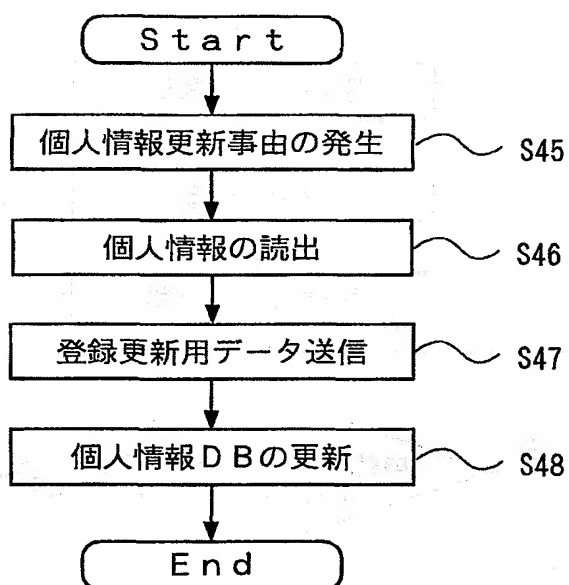 Start
個人情報更新事由の発生 S45
個人情報の読出 S46
登録更新用データ送信 S47
個人情報DBの更新 S48
End